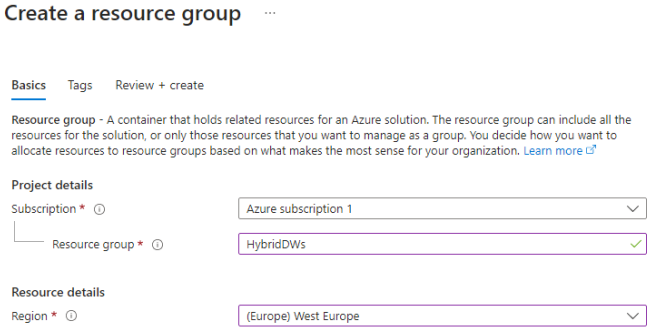 Create a resource group ...
Basics Tags Review + create
Resource group - A container that holds related resources for an Azure solution. The resource group can include all the
resources for the solution, or only those resources that you want to manage as a group. You decide how you want to
allocate resources to resource groups based on what makes the most sense for your organization. Learn more
Project details
Subscription * Azure subscription 1
Resource group * HybridDWs
Resource details
Region * (Europe) West Europe